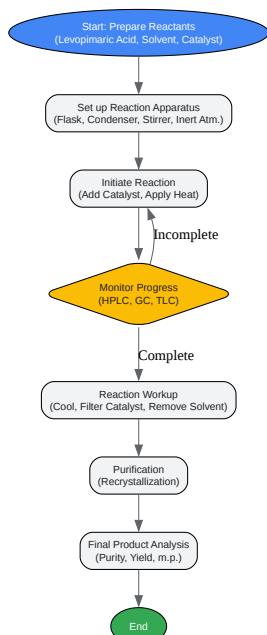 Start: Prepare Reactants
(Levopimaric Acid, Solvent, Catalyst)
Set up Reaction Apparatus
(Flask, Condenser, Stirrer, Inert Atm.)
Initiate Reaction
(Add Catalyst, Apply Heat)
Incomplete
Monitor Progress
(HPLC, GC, TLC)
Complete
Reaction Workup
(Cool, Filter Catalyst, Remove Solvent)
Purification
(Recrystallization)
Final Product Analysis
(Purity, Yield, m.p.)
End